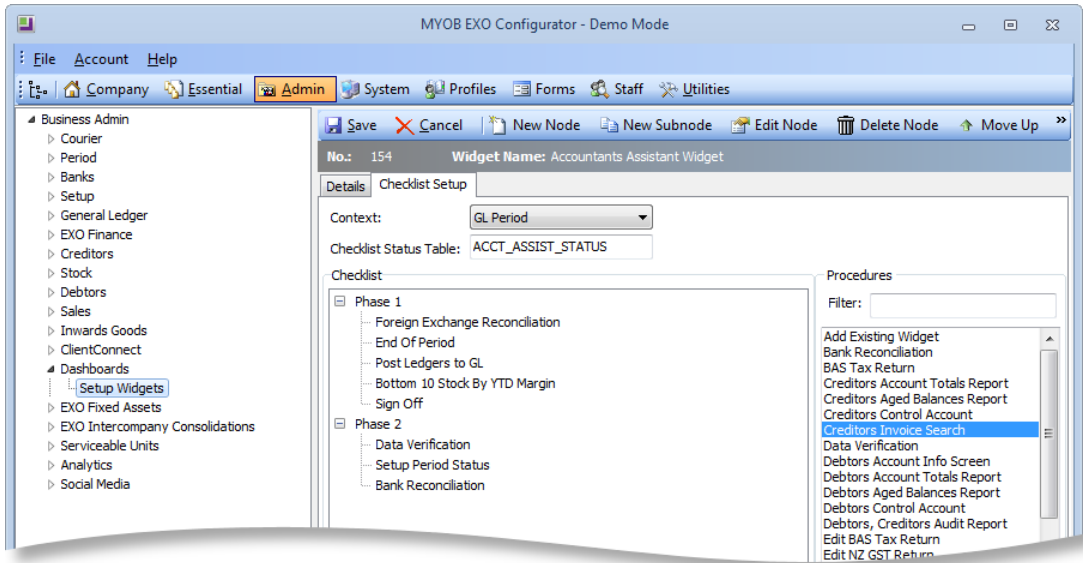 MYOB EXO Configurator - Demo Mode
File Account Help
Company Essential Admin System Profiles Forms Staff Utilities
Business Admin
Courier
Period
Banks
Setup
General Ledger
EXO Finance
Creditors
Stock
Debtors
Sales
Inwards Goods
ClientConnect
Dashboards
Setup Widgets
EXO Fixed Assets
EXO Intercompany Consolidations
Serviceable Units
Analytics
Social Media
Save Cancel New Node New Subnode Edit Node Delete Node Move Up »
No.: 154 Widget Name: Accountants Assistant Widget
Details Checklist Setup
Context: GL Period
Checklist Status Table: ACCT_ASSIST_STATUS
Checklist
Phase 1
Foreign Exchange Reconciliation
End Of Period
Post Ledgers to GL
Bottom 10 Stock By YTD Margin
Sign Off
Phase 2
Data Verification
Setup Period Status
Bank Reconciliation
Procedures
Filter:
Add Existing Widget
Bank Reconciliation
BAS Tax Return
Creditors Account Totals Report
Creditors Aged Balances Report
Creditors Control Account
Creditors Invoice Search
Data Verification
Debtors Account Info Screen
Debtors Account Totals Report
Debtors Aged Balances Report
Debtors Control Account
Debtors, Creditors Audit Report
Edit BAS Tax Return
Edit NZ GST Return